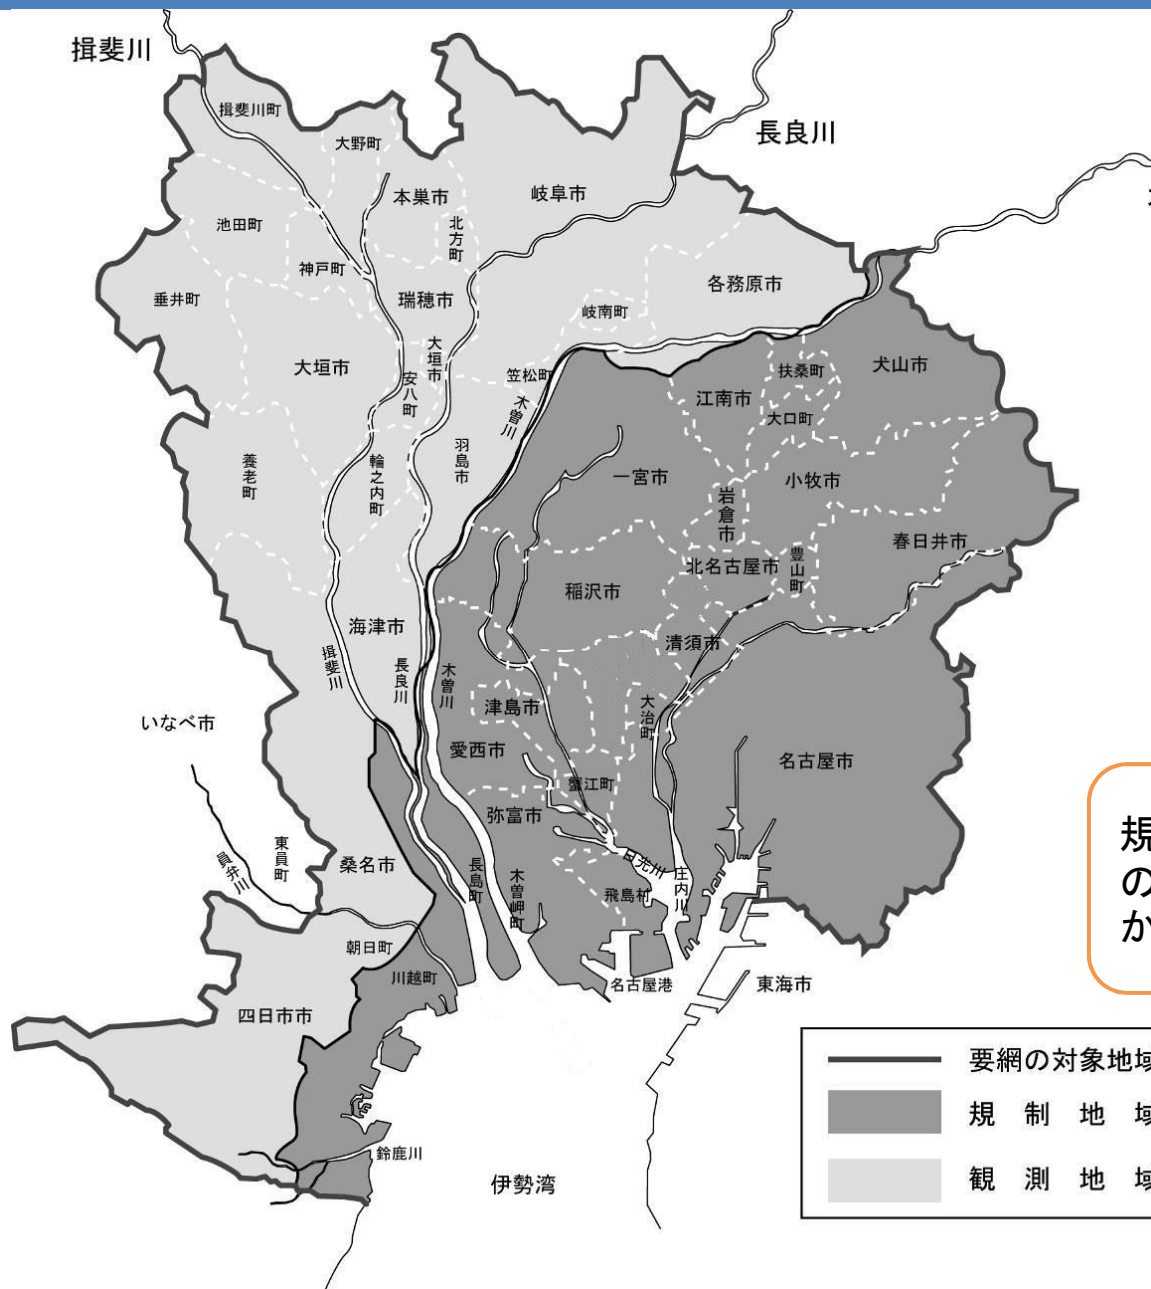 揖斐川
長良川
揖斐川町
大野町
本巣市
岐阜市
北方町
池田町
神戸町
垂井町
瑞穂市
各務原市
岐南町
大垣市
大垣市
安八町
笠松町
木曽川
扶桑町
犬山市
江南市
大口町
羽島市
養老町
輪之内町
一宮市
小牧市
岩倉市
春日井市
北名古屋市
豊山町
稲沢市
海津市
清須市
揖斐川
長良川
木曽川
津島市
大治町
いなべ市
愛西市
名古屋市
蟹江町
弥富市
員弁川
東員町
桑名市
長島町
木曽岬町
日光川
庄内川
飛島村
朝日町
川越町
名古屋港
東海市
四日市市
鈴鹿川
伊勢湾
規
の
か
要綱の対象地域
規制地域
観測地域